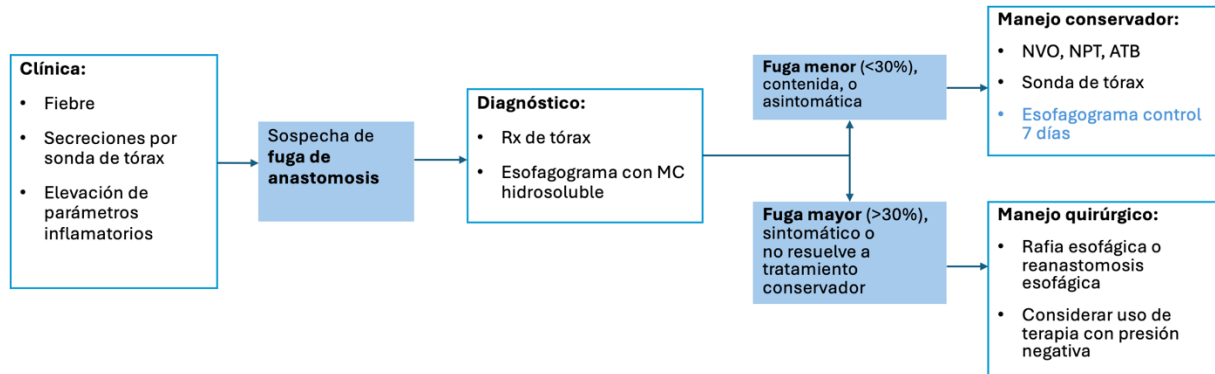 Clínica:
• Fiebre
• Secreciones por
sonda de tórax
• Elevación de
parámetros
inflamatorios
Sospecha de
fuga de
anastomosis
Diagnóstico:
• Rx de tórax
• Esofagograma con MC
hidrosoluble
Fuga menor (<30%),
contenida, o
asintomática
Manejo conservador:
• NVO, NPT, ATB
• Sonda de tórax
• Esofagograma control
7 días
Fuga mayor (>30%),
sintomático o
no resuelve a
tratamiento
conservador
Manejo quirúrgico:
• Rafia esofágica o
reanastomosis
esofágica
• Considerar uso de
terapia con presión
negativa